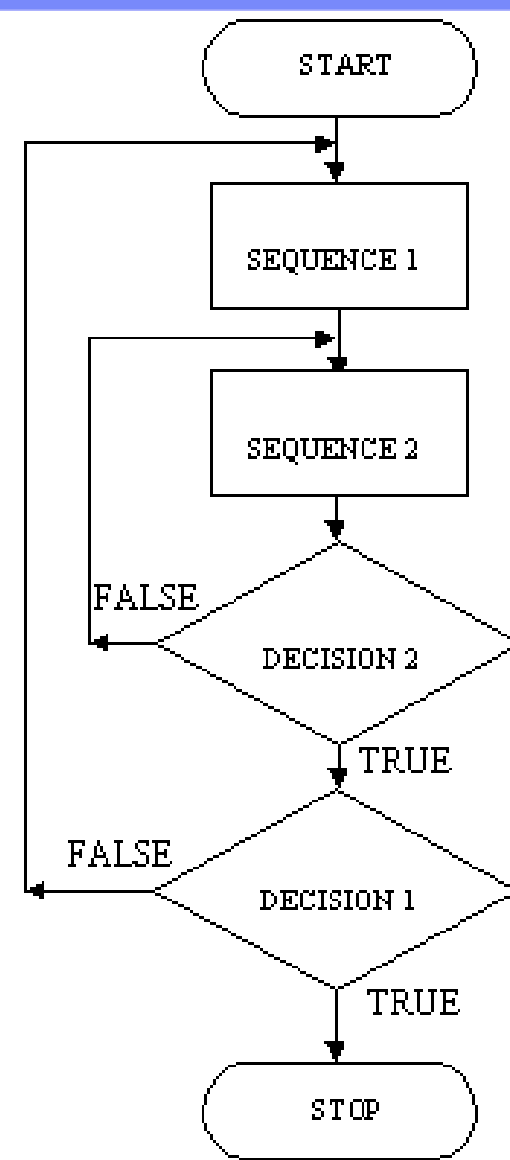 START
SEQUENCE 1
SEQUENCE 2
FALSE
DECISION 2
TRUE
FALSE
DECISION 1
TRUE
STOP